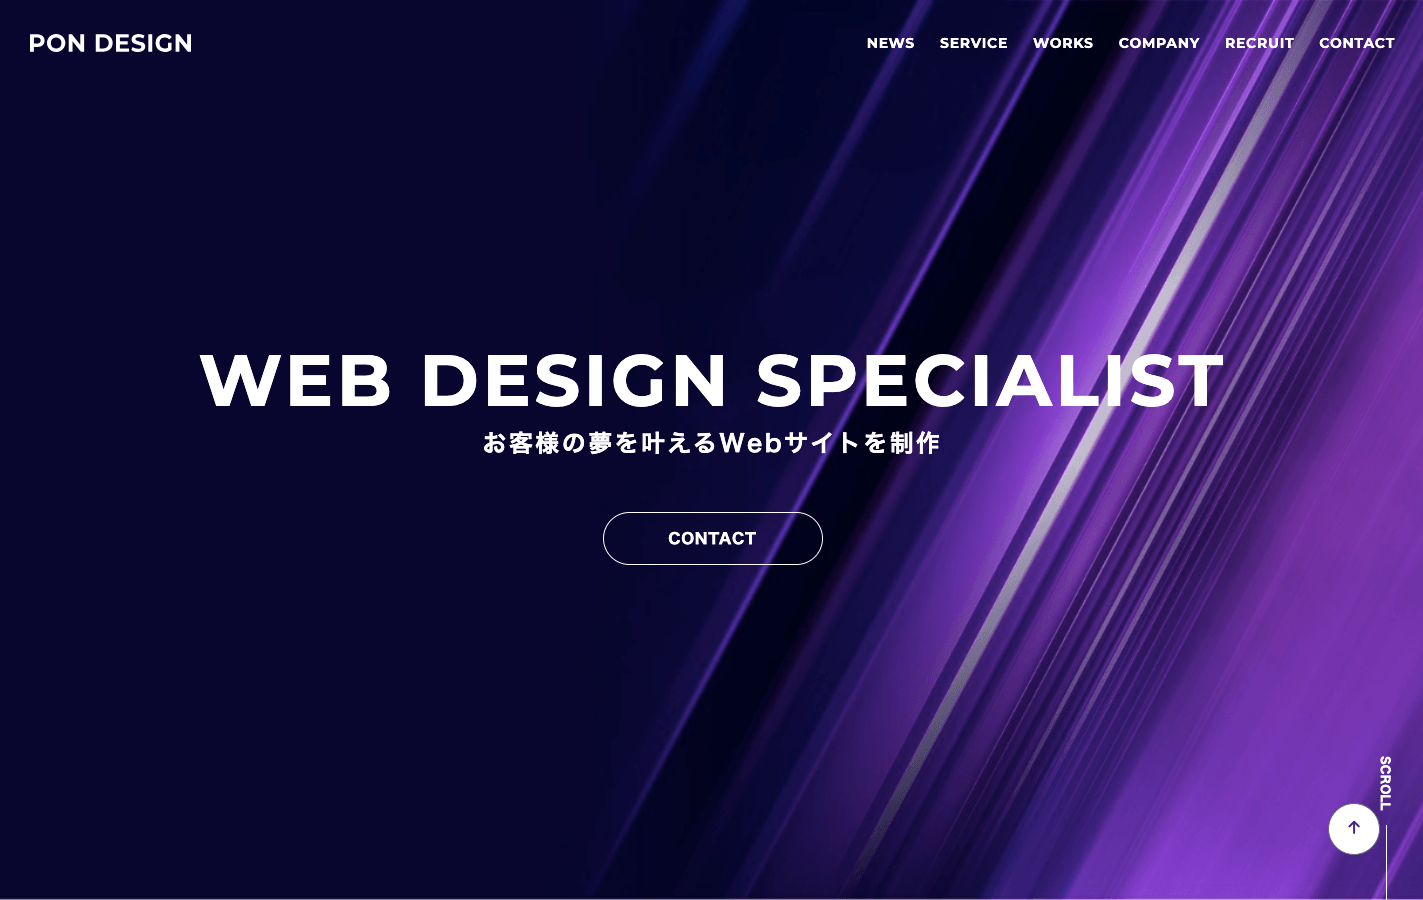 PON DESIGN
NEWS SERVICE WORKS COMPANY RECRUIT CONTACT
WEB DESIGN SPECIALIST
お客様の夢を叶えるWebサイトを制作
CONTACT
SCROLL